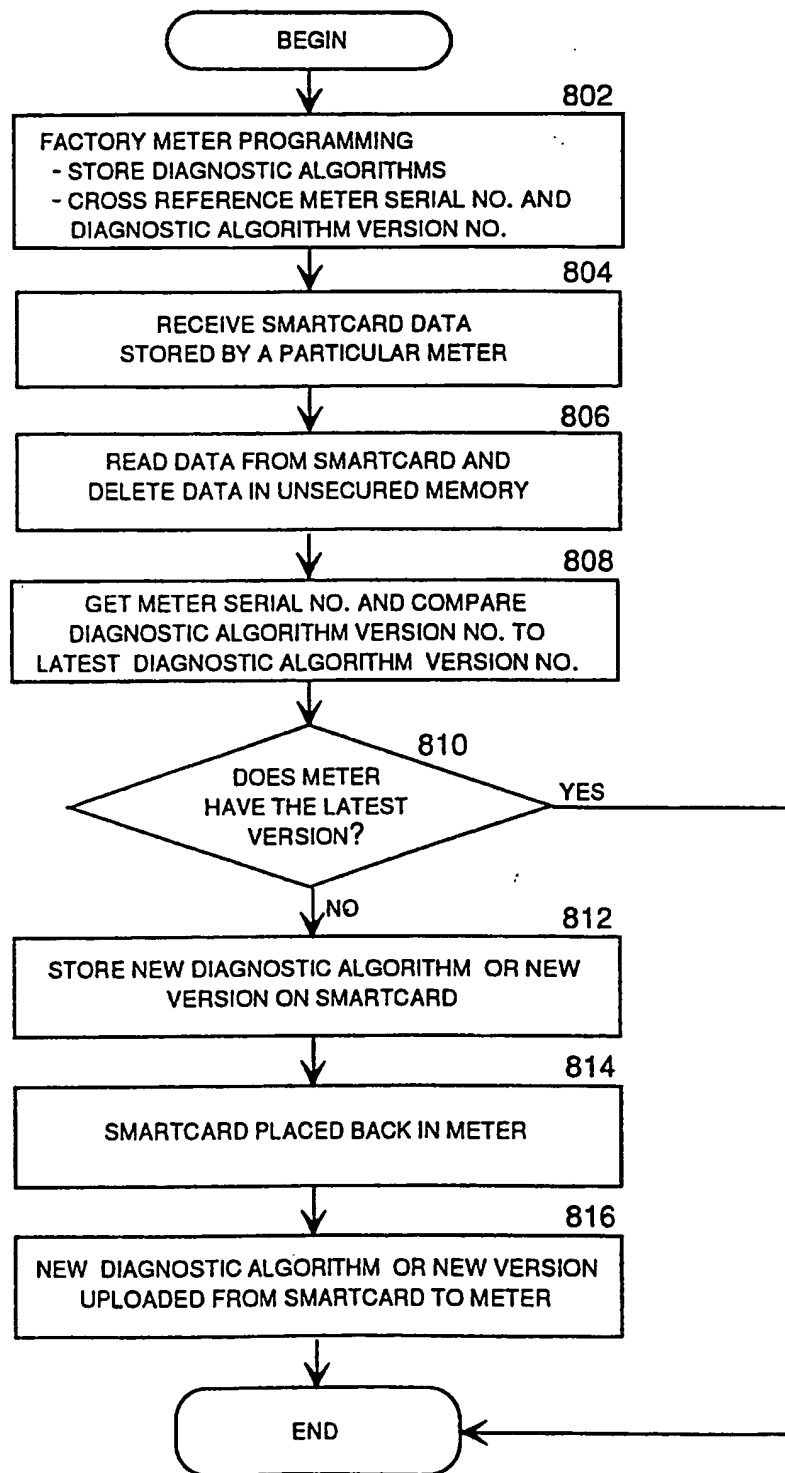 BEGIN
802
FACTORY METER PROGRAMMING
- STORE DIAGNOSTIC ALGORITHMS
- CROSS REFERENCE METER SERIAL NO. AND
DIAGNOSTIC ALGORITHM VERSION NO.
804
RECEIVE SMARTCARD DATA
STORED BY A PARTICULAR METER
806
READ DATA FROM SMARTCARD AND
DELETE DATA IN UNSECURED MEMORY
808
GET METER SERIAL NO. AND COMPARE
DIAGNOSTIC ALGORITHM VERSION NO. TO
LATEST DIAGNOSTIC ALGORITHM VERSION NO.
810
DOES METER
HAVE THE LATEST
VERSION?
YES
NO
812
STORE NEW DIAGNOSTIC ALGORITHM OR NEW
VERSION ON SMARTCARD
814
SMARTCARD PLACED BACK IN METER
816
NEW DIAGNOSTIC ALGORITHM OR NEW VERSION
UPLOADED FROM SMARTCARD TO METER
END